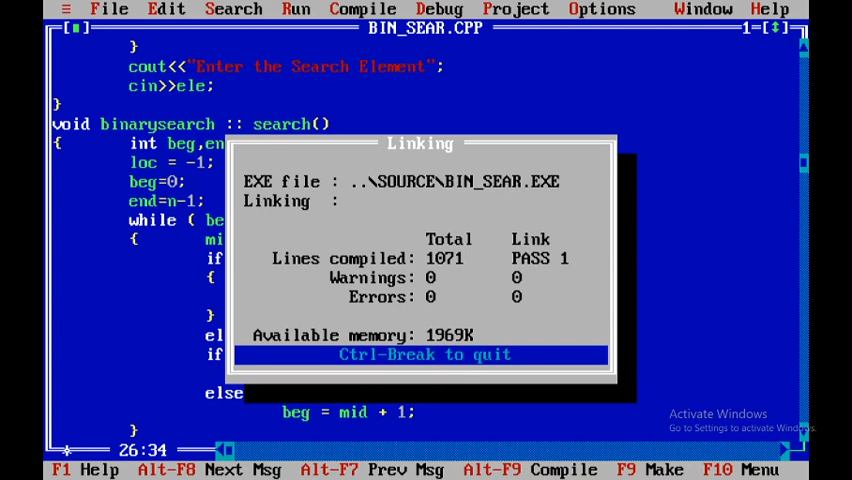 ≡ File Edit Search Run Compile Debug Project Options Window Help
[■] BIN_SEAR.CPP 1=[↕]
}
cout<<"Enter the Search Element";
cin>>ele;
}
void binarysearch :: search()
{ int beg,en
loc = -1;
beg=0;
end=n-1;
while ( be
{ mi
if
{
}
el
if
else
beg = mid + 1;
}
Linking
EXE file : ..\SOURCE\BIN_SEAR.EXE
Linking :
Total Link
Lines compiled: 1071 PASS 1
Warnings: 0 0
Errors: 0 0
Available memory: 1969K
Ctrl-Break to quit
Activate Windows
Go to Settings to activate Windows.
26:34
F1 Help Alt-F8 Next Msg Alt-F7 Prev Msg Alt-F9 Compile F9 Make F10 Menu